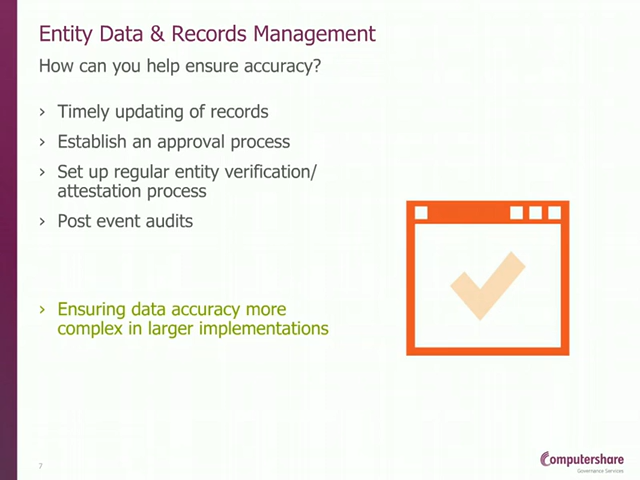 Entity Data & Records Management
How can you help ensure accuracy?
› Timely updating of records
› Establish an approval process
› Set up regular entity verification/
attestation process
› Post event audits
› Ensuring data accuracy more
complex in larger implementations
7
Computershare
Governance Services